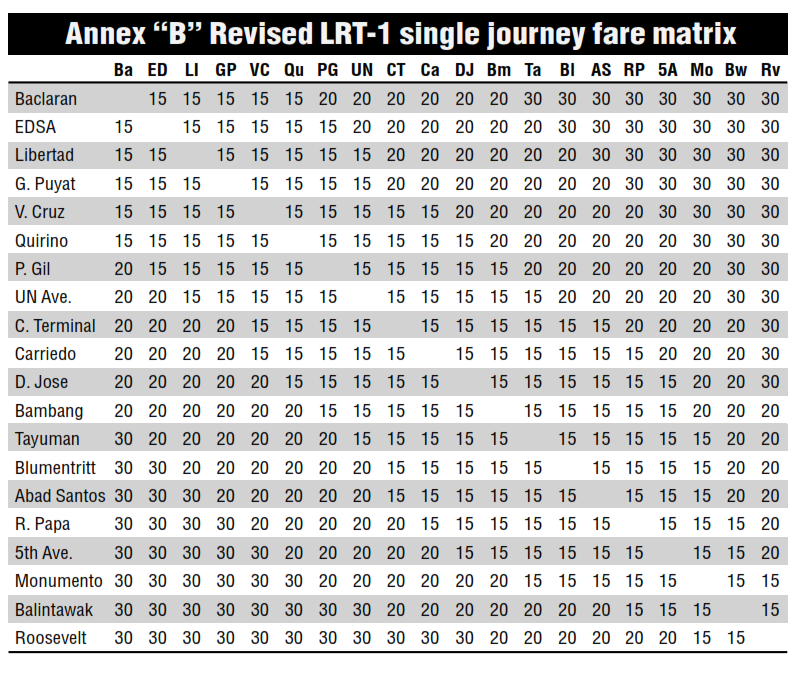 Annex “B” Revised LRT-1 single journey fare matrix
Ba ED LI GP VC Qu PG UN CT Ca DJ Bm Ta Bl AS RP 5A Mo Bw Rv
Baclaran 15 15 15 15 15 20 20 20 20 20 20 30 30 30 30 30 30 30 30
EDSA 15 15 15 15 15 15 20 20 20 20 20 20 30 30 30 30 30 30 30
Libertad 15 15 15 15 15 15 15 20 20 20 20 20 20 30 30 30 30 30 30
G. Puyat 15 15 15 15 15 15 15 20 20 20 20 20 20 20 30 30 30 30 30
V. Cruz 15 15 15 15 15 15 15 15 15 20 20 20 20 20 20 30 30 30 30
Quirino 15 15 15 15 15 15 15 15 15 15 20 20 20 20 20 20 30 30 30
P. Gil 20 15 15 15 15 15 15 15 15 15 15 20 20 20 20 20 20 30 30
UN Ave. 20 20 15 15 15 15 15 15 15 15 15 15 20 20 20 20 20 30 30
C. Terminal 20 20 20 20 15 15 15 15 15 15 15 15 15 15 20 20 20 20 30
Carriedo 20 20 20 20 15 15 15 15 15 15 15 15 15 15 15 20 20 20 30
D. Jose 20 20 20 20 20 15 15 15 15 15 15 15 15 15 15 15 20 20 30
Bambang 20 20 20 20 20 20 15 15 15 15 15 15 15 15 15 15 20 20 20
Tayuman 30 20 20 20 20 20 20 15 15 15 15 15 15 15 15 15 15 20 20
Blumentritt 30 30 20 20 20 20 20 20 15 15 15 15 15 15 15 15 15 20 20
Abad Santos 30 30 30 20 20 20 20 20 15 15 15 15 15 15 15 15 15 20 20
R. Papa 30 30 30 30 20 20 20 20 20 15 15 15 15 15 15 15 15 15 20
5th Ave. 30 30 30 30 30 20 20 20 20 20 15 15 15 15 15 15 15 15 20
Monumento 30 30 30 30 30 30 20 20 20 20 20 20 15 15 15 15 15 15 15
Balintawak 30 30 30 30 30 30 30 30 20 20 20 20 20 20 20 15 15 15 15
Roosevelt 30 30 30 30 30 30 30 30 30 30 30 20 20 20 20 20 20 15 15